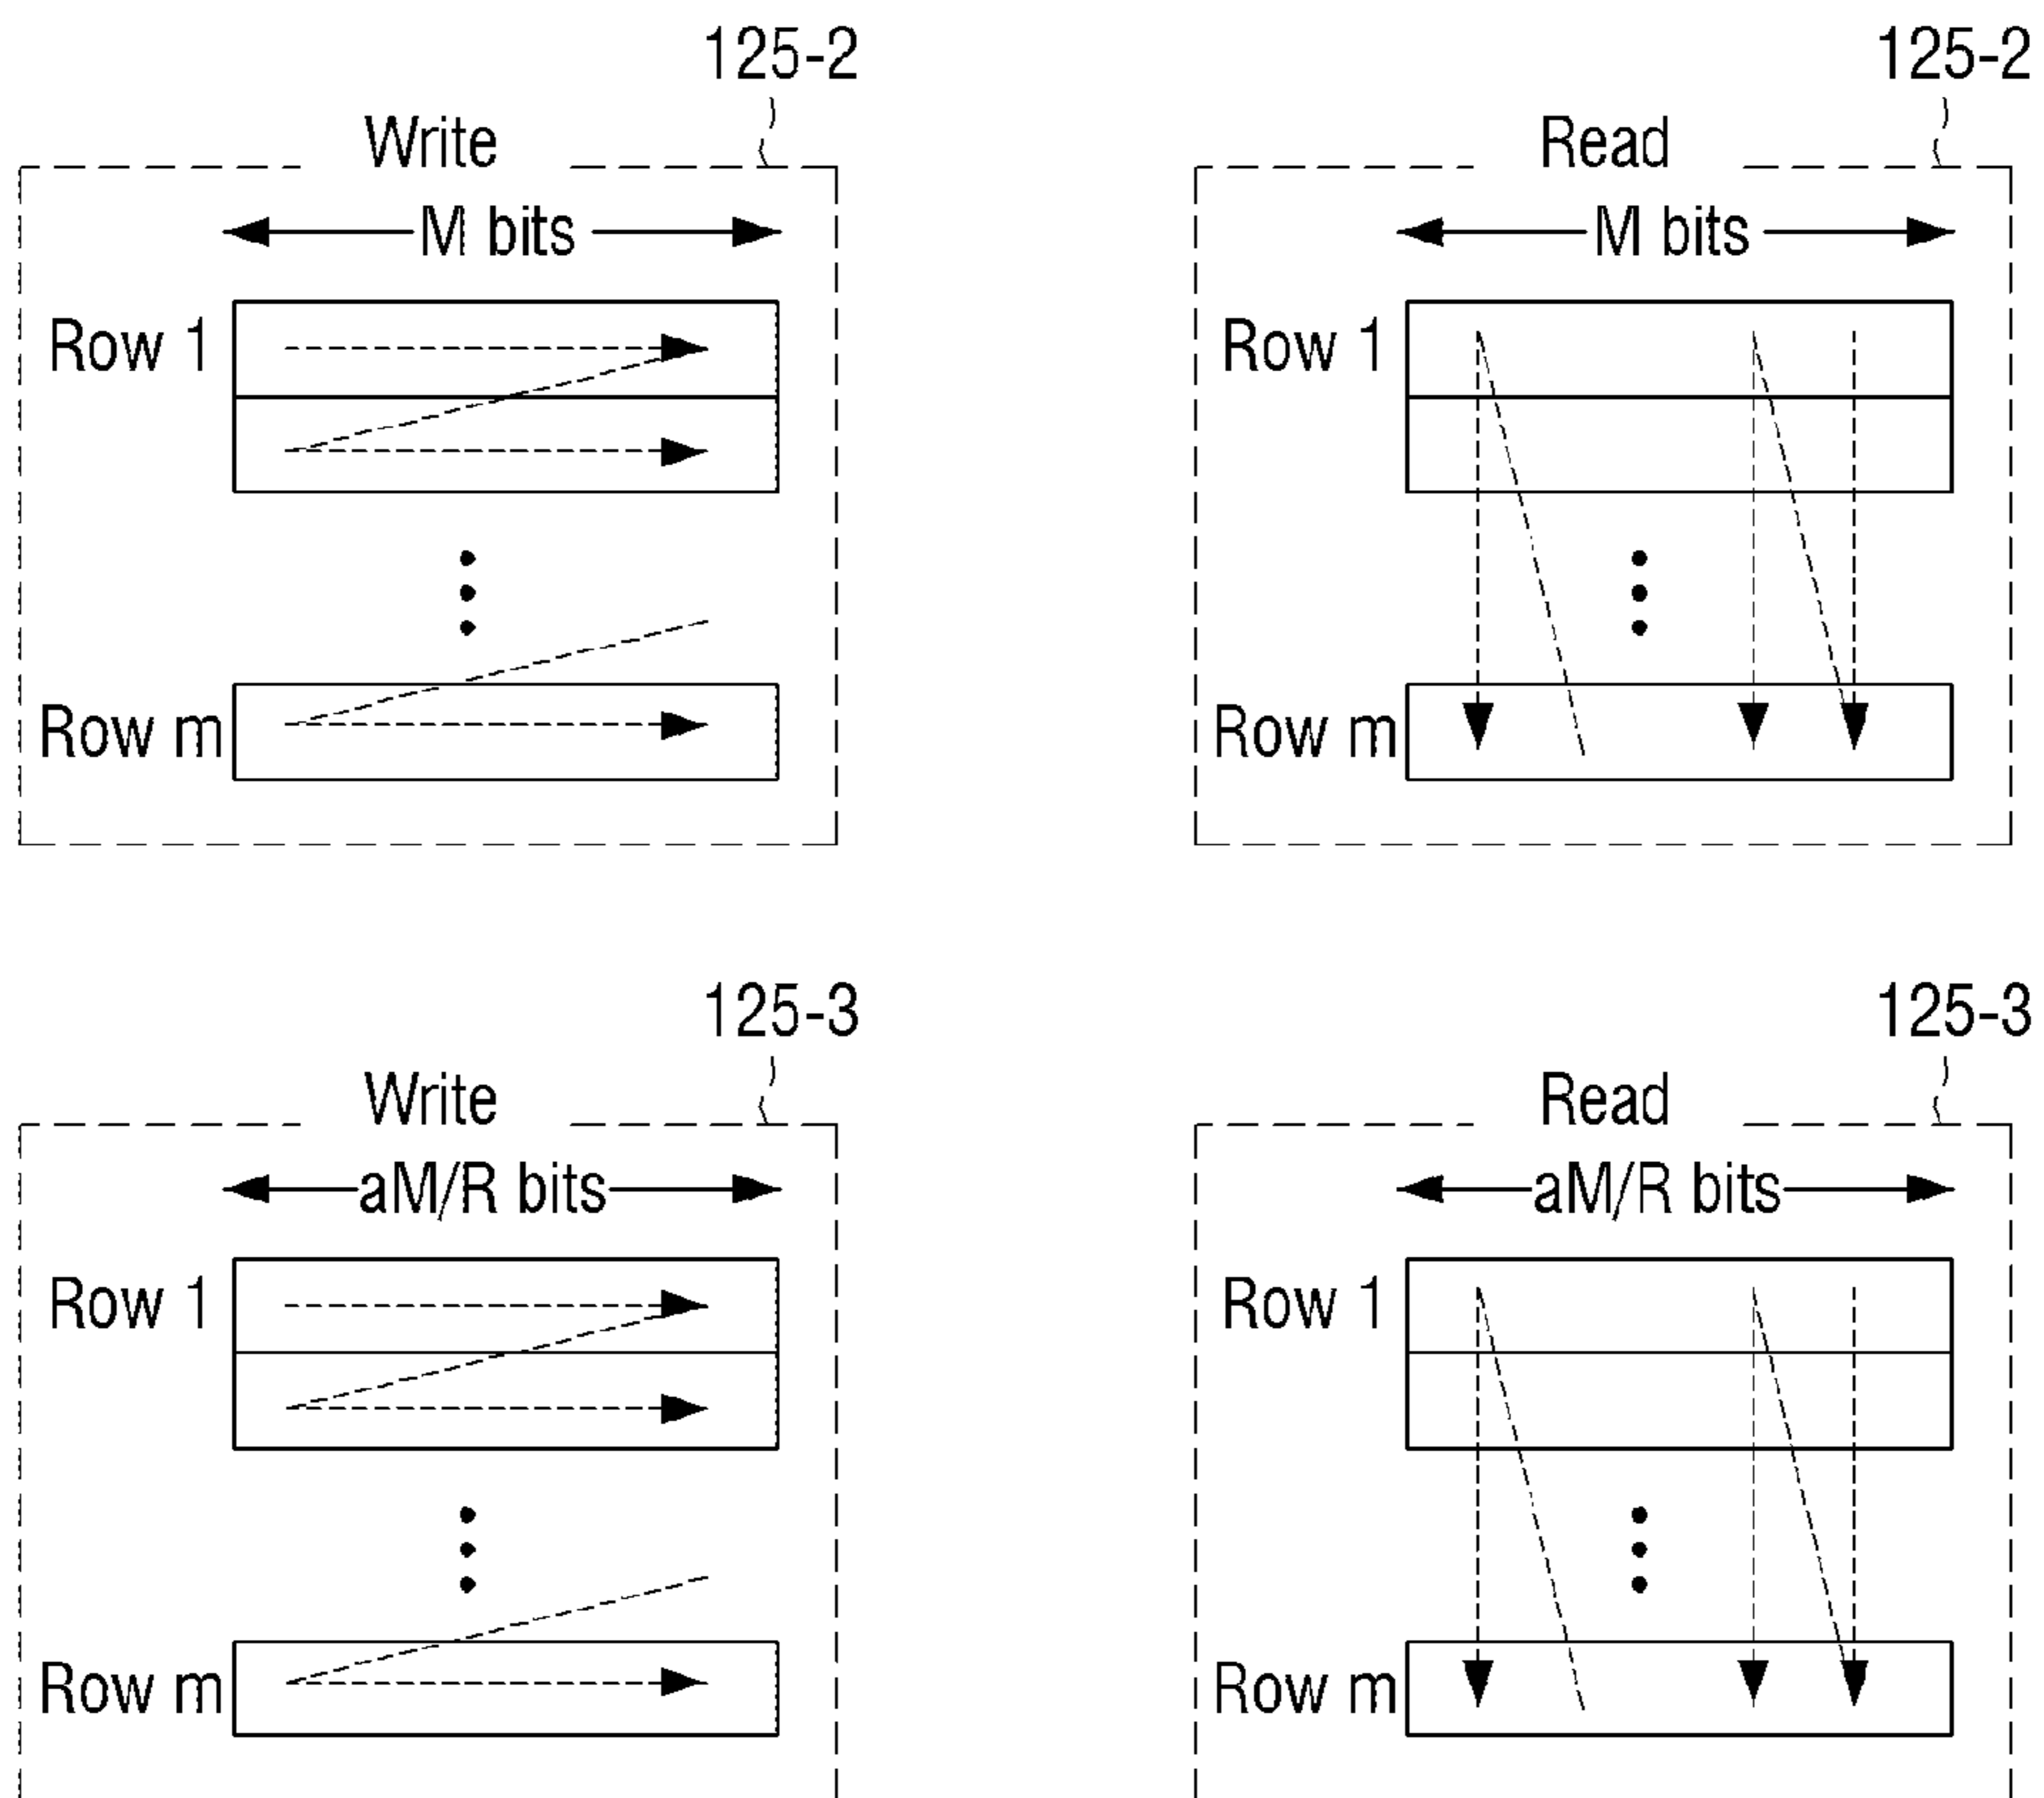 125-2
Write
M bits
Row 1
Row m
125-2
Read
M bits
Row 1
Row m
125-3
Write
aM/R bits
Row 1
Row m
125-3
Read
aM/R bits
Row 1
Row m